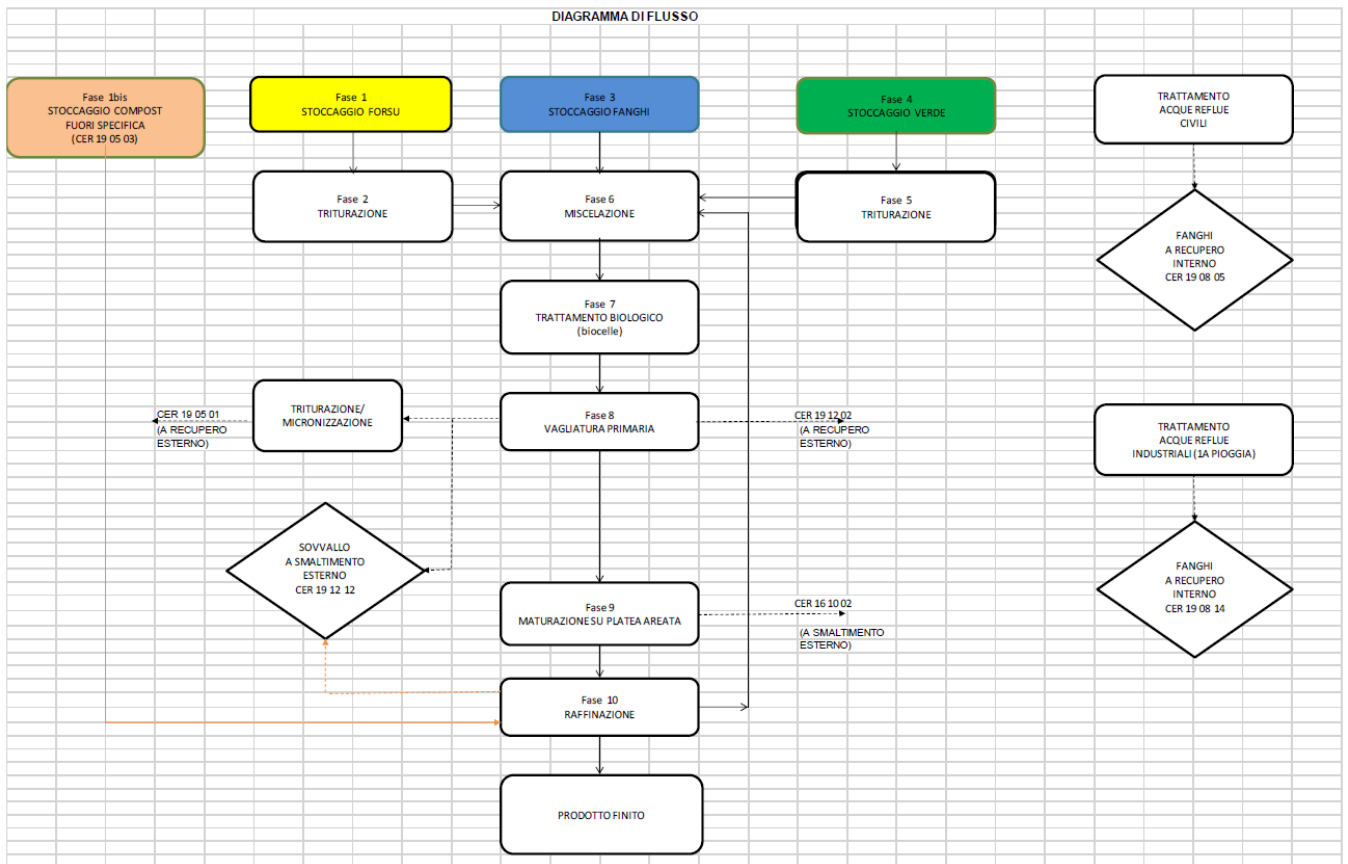 DIAGRAMMA DI FLUSSO
Fase 1bis
STOCCAGGIO COMPOST
FUORI SPECIFICA
(CER 19 05 03)
Fase 1
STOCCAGGIO FORSU
Fase 3
STOCCAGGIO FANGHI
Fase 4
STOCCAGGIO VERDE
TRATTAMENTO
ACQUE REFLUE
CIVILI
Fase 2
TRITURAZIONE
Fase 6
MISCELAZIONE
Fase 5
TRITURAZIONE
FANGHI
A RECUPERO
INTERNO
CER 19 08 05
Fase 7
TRATTAMENTO BIOLOGICO
(biocelle)
CER 19 05 01
(A RECUPERO
ESTERNO)
TRITURAZIONE/
MICRONIZZAZIONE
Fase 8
VAGLIATURA PRIMARIA
CER 19 12 02
(A RECUPERO
ESTERNO)
TRATTAMENTO
ACQUE REFLUE
INDUSTRIALI (1A PIOGGIA)
SOVVALLO
A SMALTIMENTO
ESTERNO
CER 19 12 12
FANGHI
A RECUPERO
INTERNO
CER 19 08 14
Fase 9
MATURAZIONE SU PLATEA AREATA
CER 16 10 02
(A SMALTIMENTO
ESTERNO)
Fase 10
RAFFINAZIONE
PRODOTTO FINITO